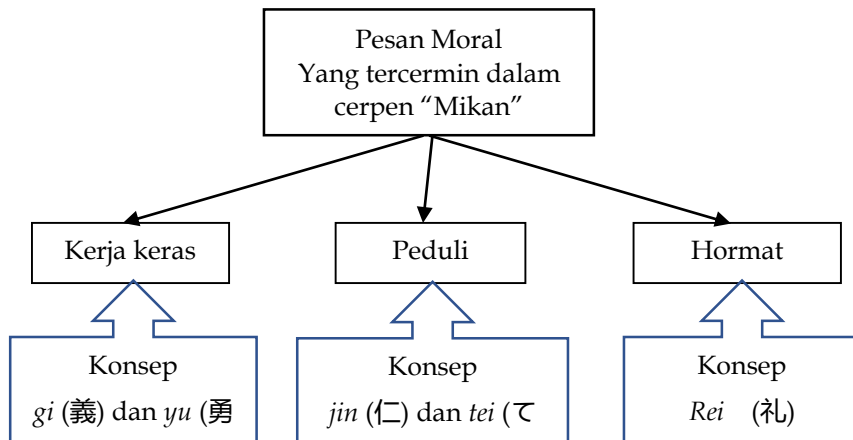 Pesan Moral
Yang tercermin dalam
cerpen “Mikan”
Kerja keras
Peduli
Hormat
Konsep
gi (義) dan yu (勇
Konsep
jin (仁) dan tei (て
Konsep
Rei (礼)